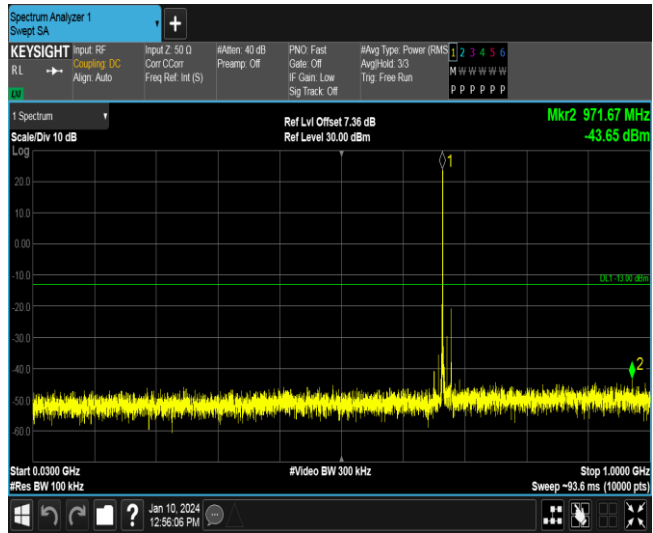 Spectrum Analyzer 1
Swept SA
KEYSIGHT Input: RF Input Z: 50 Ω #Atten: 40 dB PNO: Fast #Avg Type: Power (RMS 1 2 3 4 5 6
RL Coupling: DC Corr CCorr Preamp: Off Gate: Off Avg|Hold: 3/3 M W W W W W
Align: Auto Freq Ref: Int (S) IF Gain: Low Trig: Free Run
Sig Track: Off P P P P P P
1 Spectrum Ref Lvl Offset 7.36 dB Mkr2 971.67 MHz
Scale/Div 10 dB Ref Level 30.00 dBm -43.65 dBm
Log
1
20.0
10.0
0.00
-10.0
DL1 -13.00 dBm
-20.0
-30.0
-40.0
2
-50.0
-60.0
Start 0.0300 GHz #Video BW 300 kHz Stop 1.0000 GHz
#Res BW 100 kHz Sweep ~93.6 ms (10000 pts)
Jan 10, 2024
12:56:06 PM